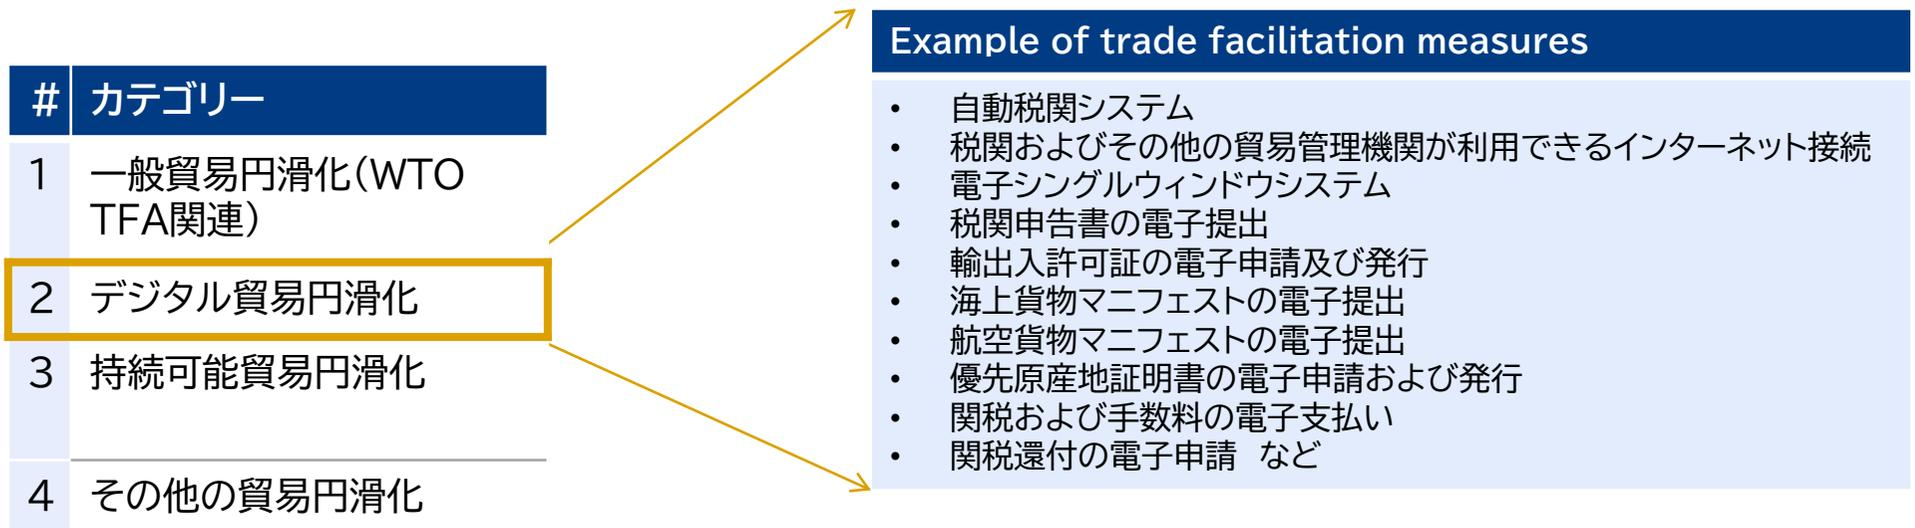 # カテゴリー
1 一般貿易円滑化(WTO
TFA関連)
2 デジタル貿易円滑化
3 持続可能貿易円滑化
4 その他の貿易円滑化
Example of trade facilitation measures
• 自動税関システム
• 税関およびその他の貿易管理機関が利用できるインターネット接続
• 電子シングルウィンドウシステム
• 税関申告書の電子提出
• 輸出入許可証の電子申請及び発行
• 海上貨物マニフェストの電子提出
• 航空貨物マニフェストの電子提出
• 優先原産地証明書の電子申請および発行
• 関税および手数料の電子支払い
• 関税還付の電子申請 など